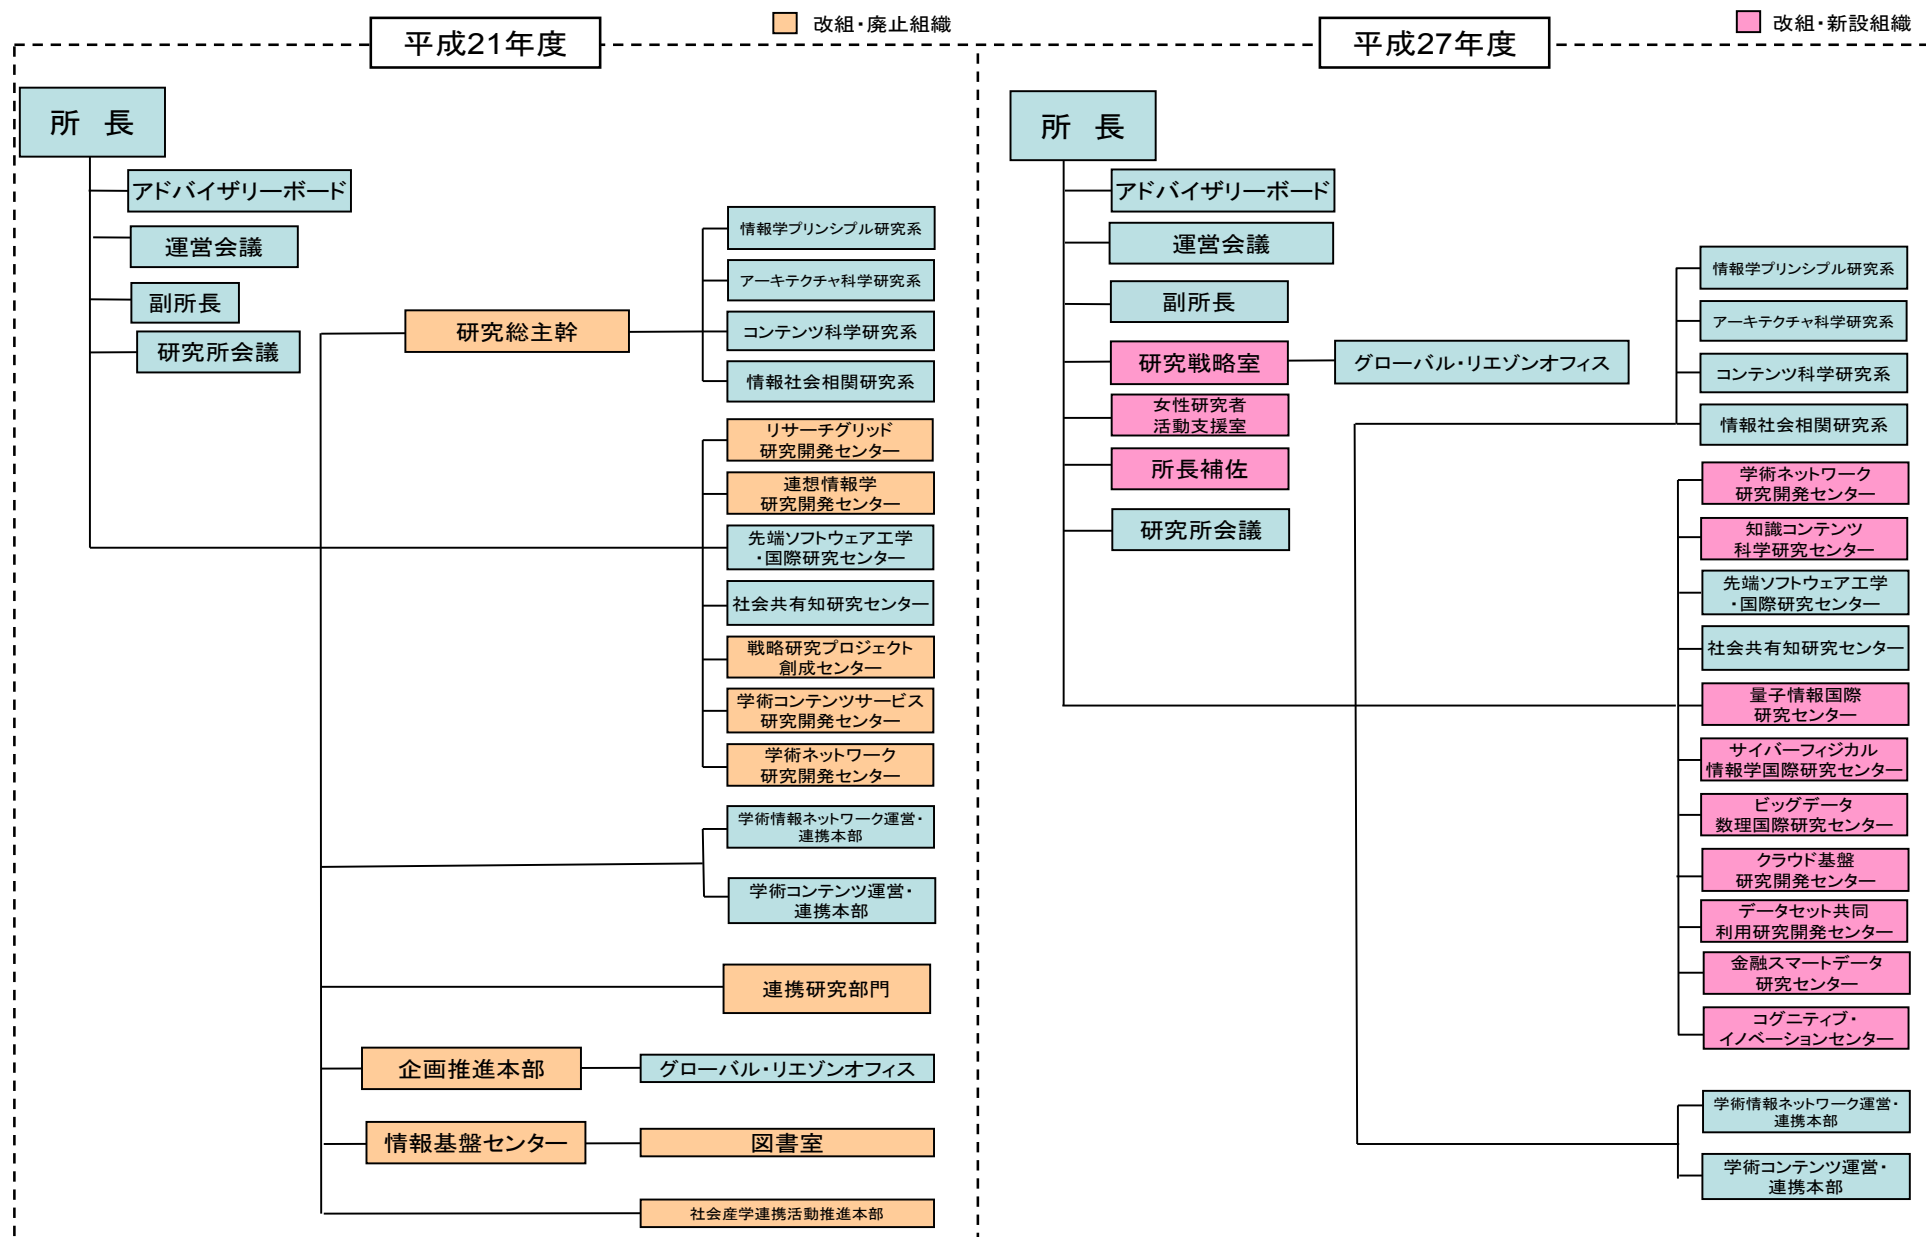 平成21年度
改組・廃止組織
所　長
アドバイザリーボード
運営会議
副所長
研究所会議
研究総主幹
情報学プリンシプル研究系
アーキテクチャ科学研究系
コンテンツ科学研究系
情報社会相関研究系
リサーチグリッド
研究開発センター
連想情報学
研究開発センター
先端ソフトウェア工学
・国際研究センター
社会共有知研究センター
戦略研究プロジェクト
創成センター
学術コンテンツサービス
研究開発センター
学術ネットワーク
研究開発センター
学術情報ネットワーク運営・
連携本部
学術コンテンツ運営・
連携本部
連携研究部門
企画推進本部
グローバル・リエゾンオフィス
情報基盤センター
図書室
社会産学連携活動推進本部
平成27年度
改組・新設組織
所　長
アドバイザリーボード
運営会議
副所長
研究戦略室
グローバル・リエゾンオフィス
女性研究者
活動支援室
所長補佐
研究所会議
情報学プリンシプル研究系
アーキテクチャ科学研究系
コンテンツ科学研究系
情報社会相関研究系
学術ネットワーク
研究開発センター
知識コンテンツ
科学研究センター
先端ソフトウェア工学
・国際研究センター
社会共有知研究センター
量子情報国際
研究センター
サイバーフィジカル
情報学国際研究センター
ビッグデータ
数理国際研究センター
クラウド基盤
研究開発センター
データセット共同
利用研究開発センター
金融スマートデータ
研究センター
コグニティブ・
イノベーションセンター
学術情報ネットワーク運営・
連携本部
学術コンテンツ運営・
連携本部